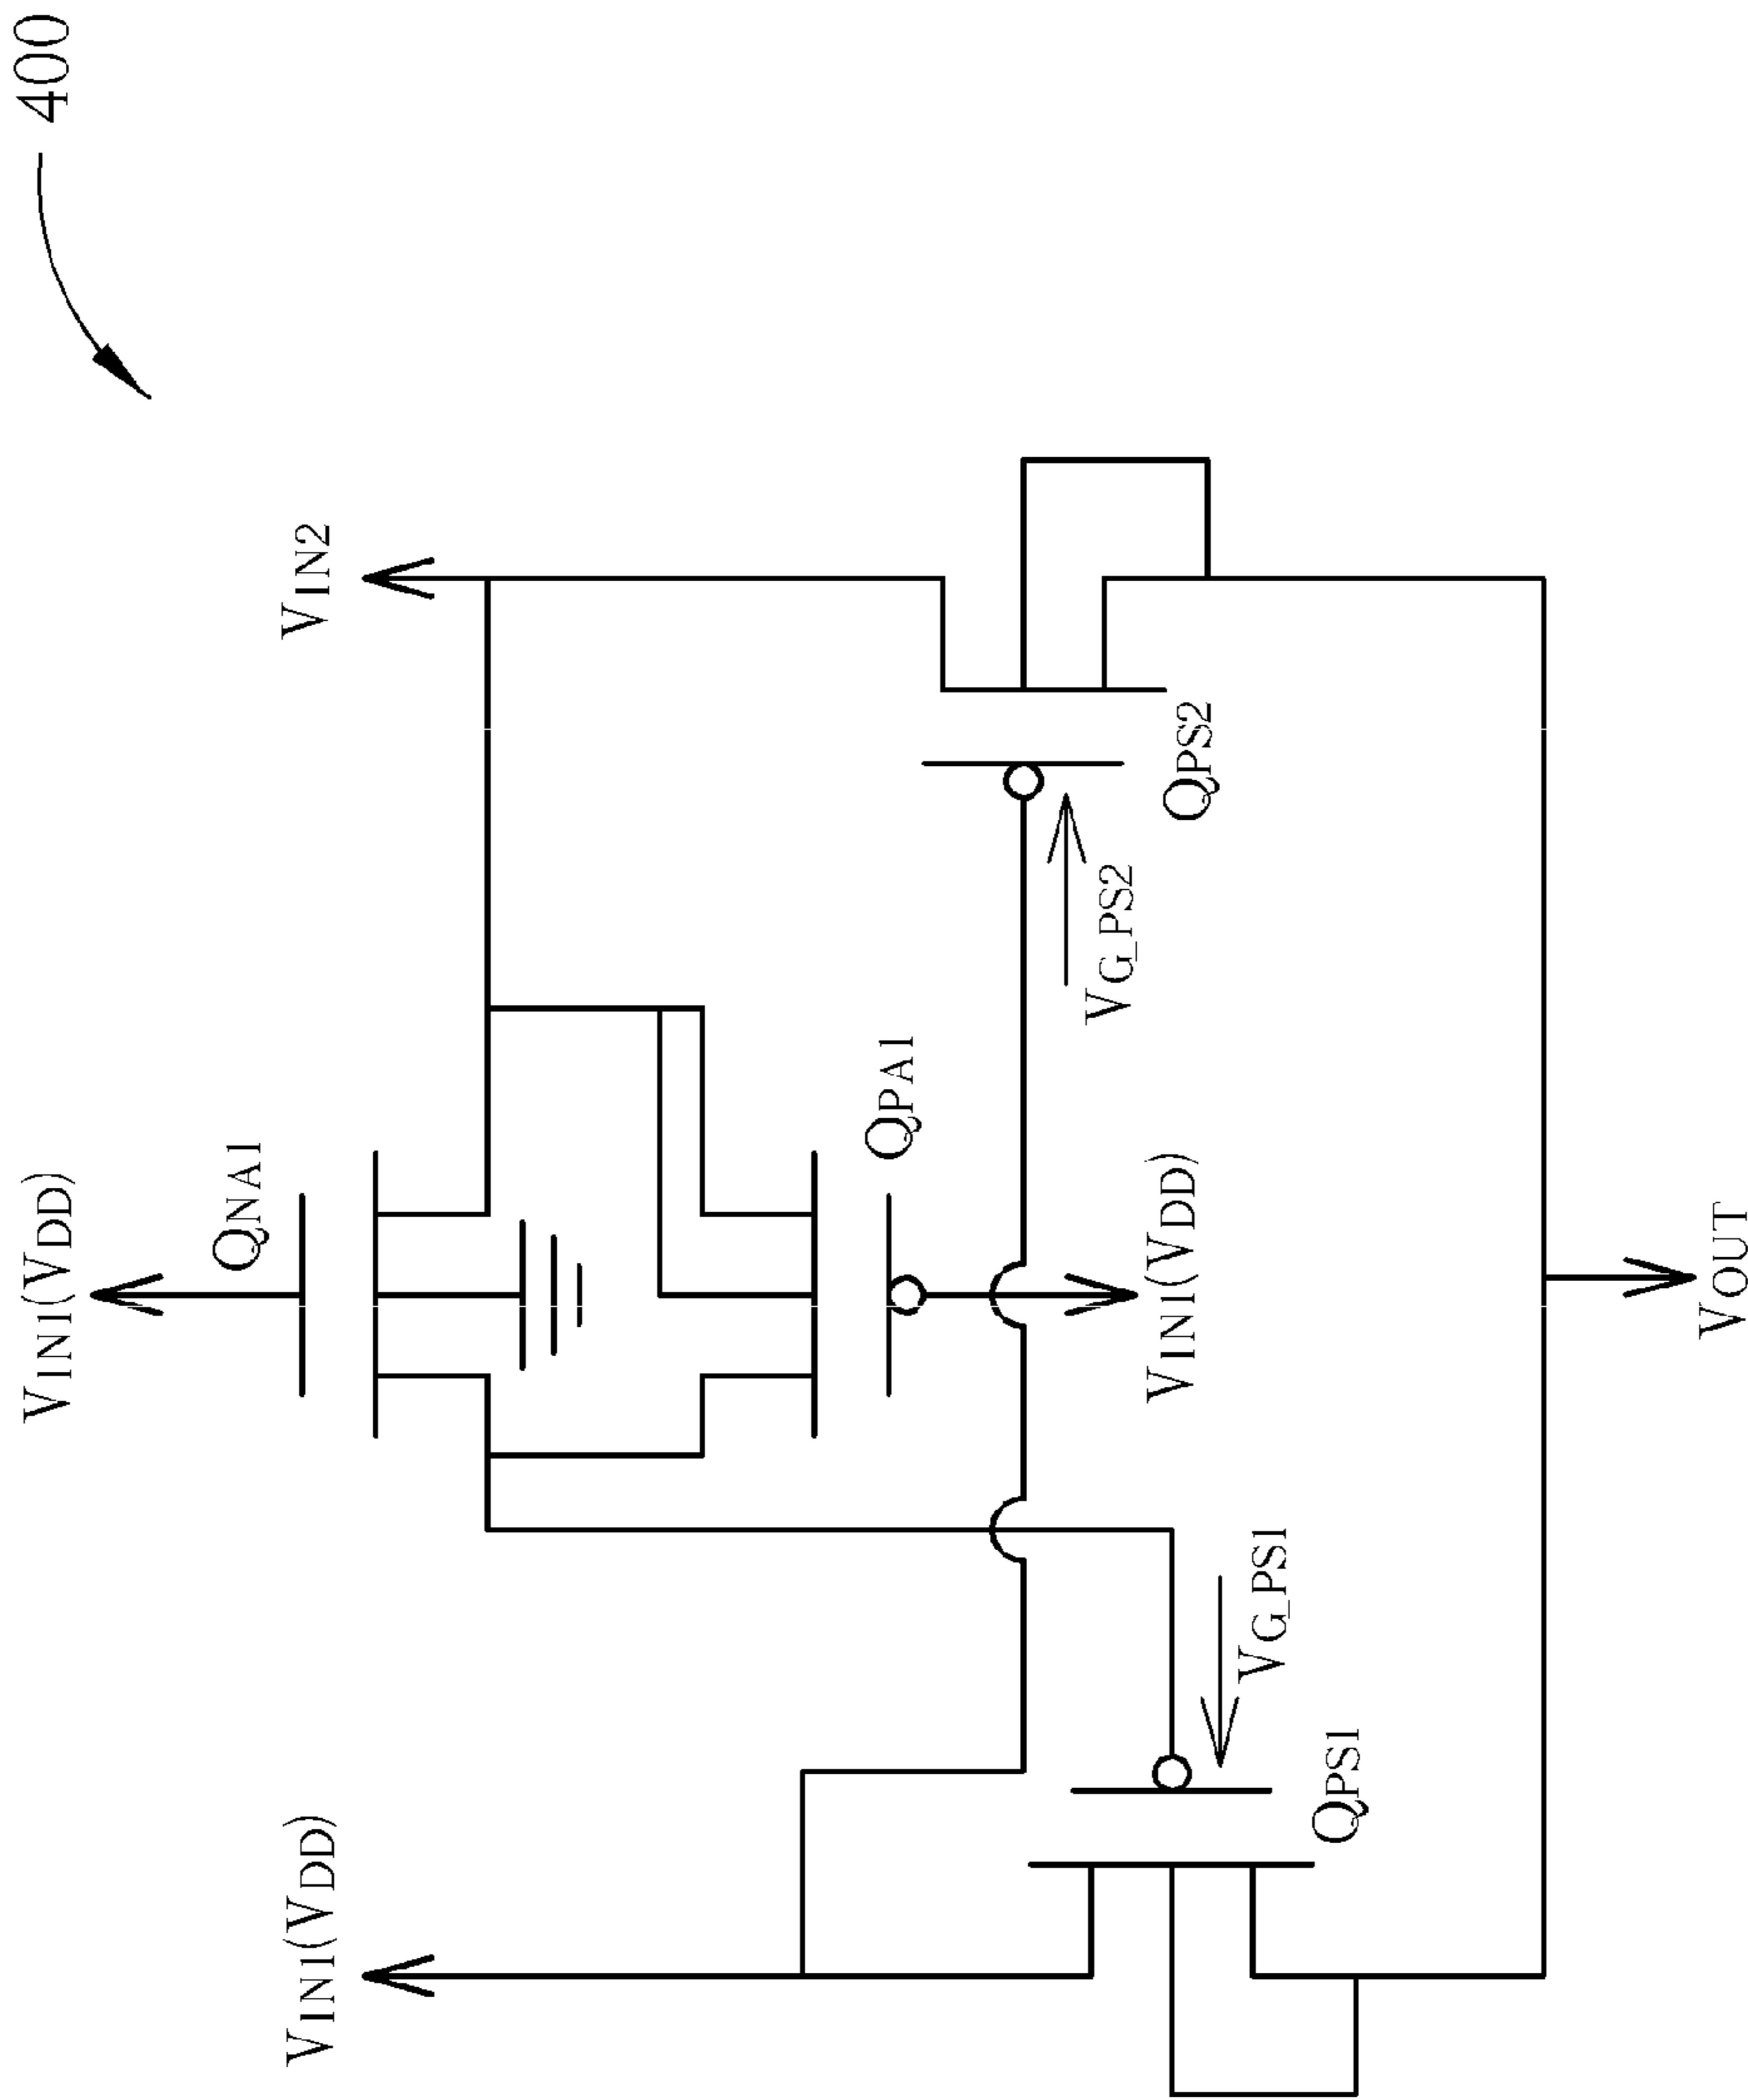 400
VIN1(VDD)
QNA1
VIN2
VIN1(VDD)
QPA1
VIN1(VDD)
VG_PS2
QPS2
VG_PS1
QPS1
VOUT